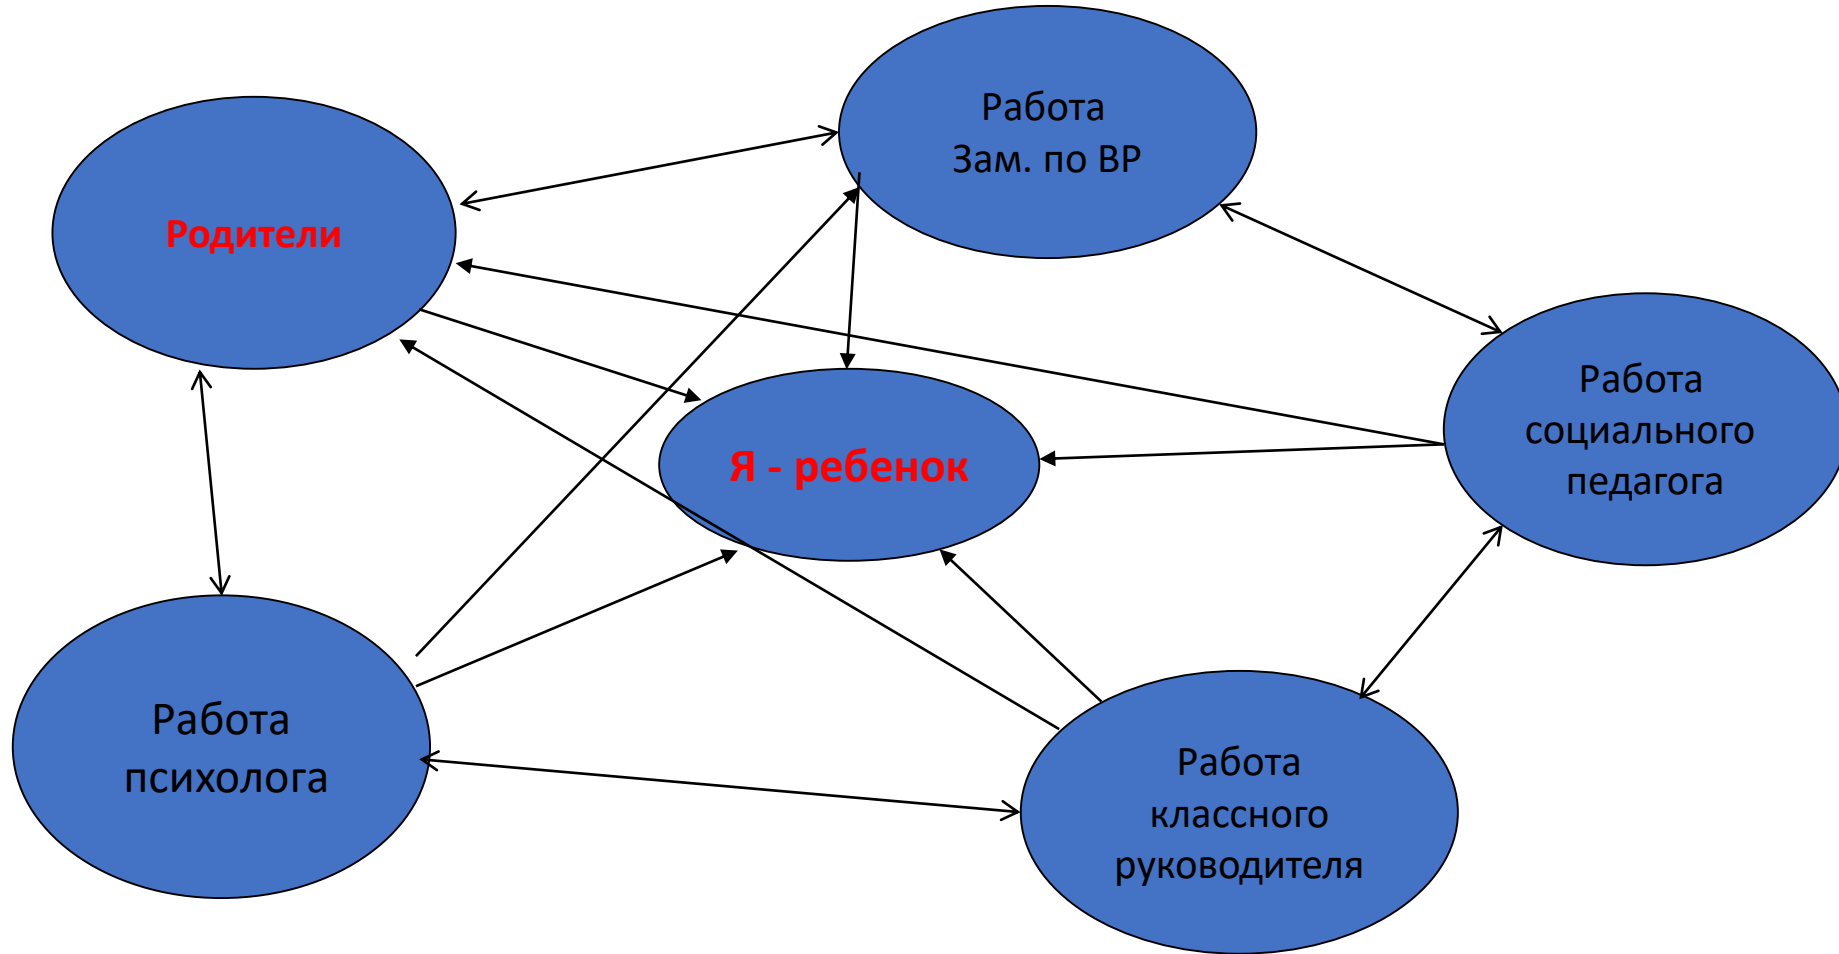 Работа
Зам. по ВР
Родители
Работа
социального
педагога
Я - ребенок
Работа
психолога
Работа
классного
руководителя